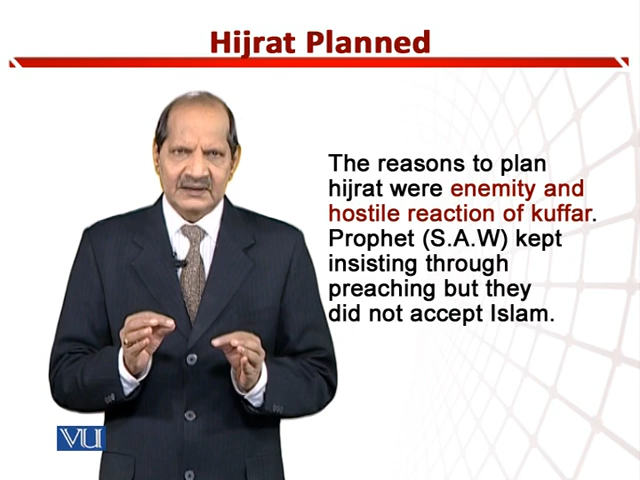 Hijrat Planned
The reasons to plan
hijrat were enemity and
hostile reaction of kuffar.
Prophet (S.A.W) kept
insisting through
preaching but they
did not accept Islam.
VU